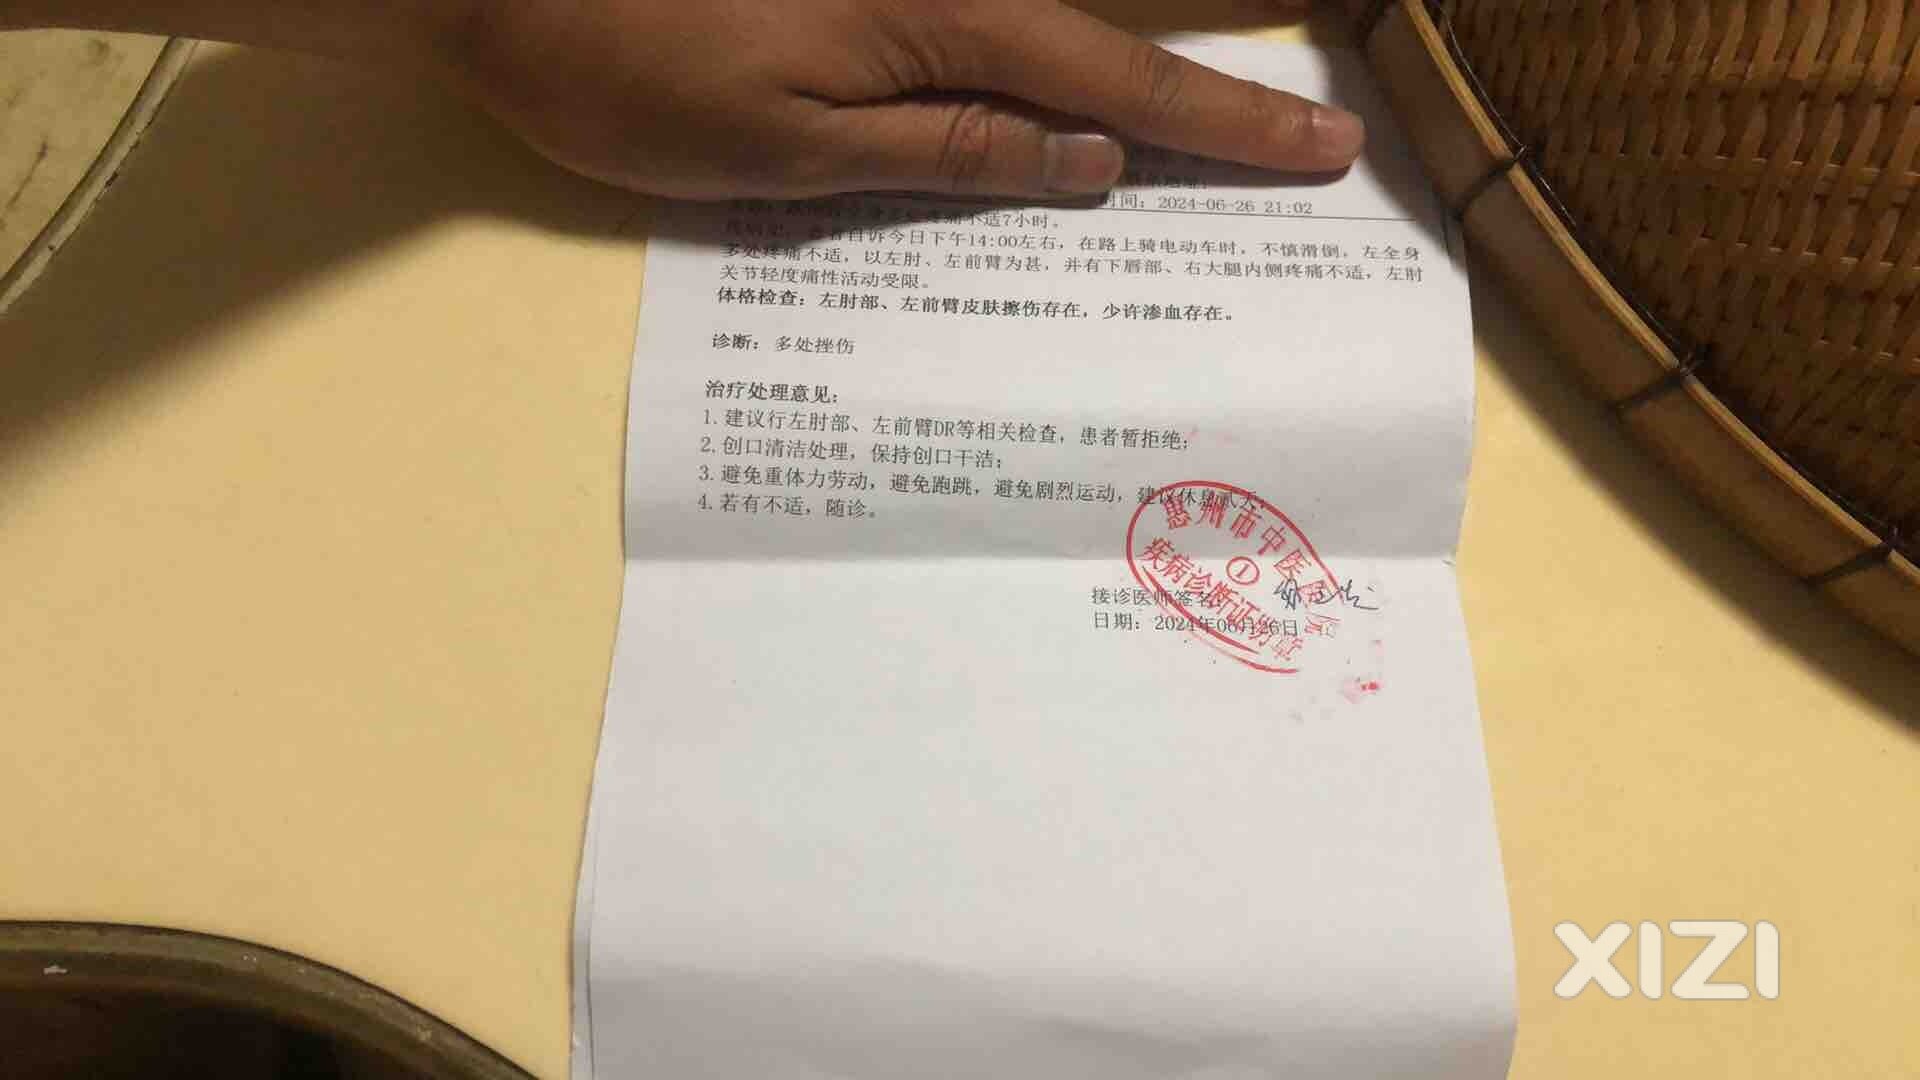 时间：2024-06-26 21:02
痛不适7小时。
患者自诉今日下午14:00左右，在路上骑电动车时，不慎滑倒，左全身
多处疼痛不适，以左肘、左前臂为甚，并有下唇部、右大腿内侧疼痛不适，左肘
关节轻度痛性活动受限。
体格检查：左肘部、左前臂皮肤擦伤存在，少许渗血存在。
诊断：多处挫伤
治疗处理意见：
1.建议行左肘部、左前臂DR等相关检查，患者暂拒绝；
2.创口清洁处理，保持创口干洁；
3.避免重体力劳动，避免跑跳，避免剧烈运动，建议休息贰天；
4.若有不适，随诊。
惠州市中医医院
①
疾病诊断证明章
接诊医师签名
日期：2024年06月26日
XIZI